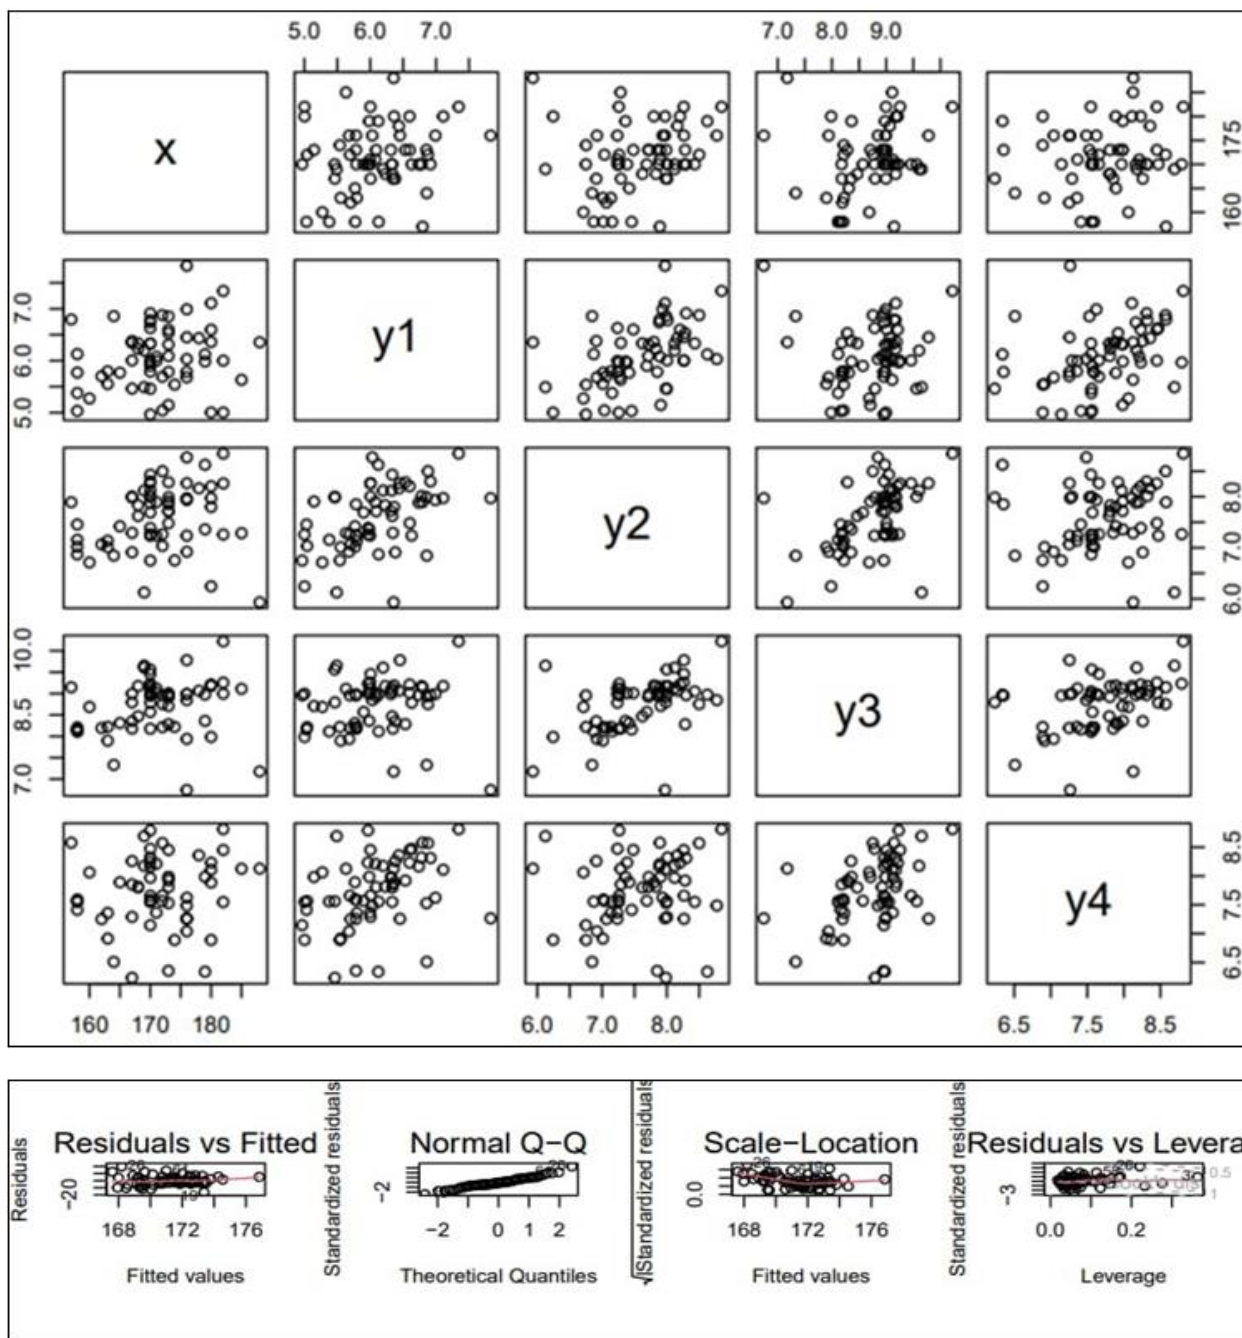 5.0 6.0 7.0 7.0 8.0 9.0
x
160 175
5.0 6.0 7.0
y1
y2
6.0 7.0 8.0
7.0 8.5 10.0
y3
y4
6.5 7.5 8.5
160 170 180 6.0 7.0 8.0 6.5 7.5 8.5
Residuals vs Fitted
Residuals
-20
168 172 176
Fitted values
Normal Q-Q
Standardized residuals
-2
-2 0 1 2
Theoretical Quantiles
Scale-Location
√|Standardized residuals
0.0
168 172 176
Fitted values
Residuals vs Levera
Standardized residuals
-3
0.5
1
0.0 0.2
Leverage